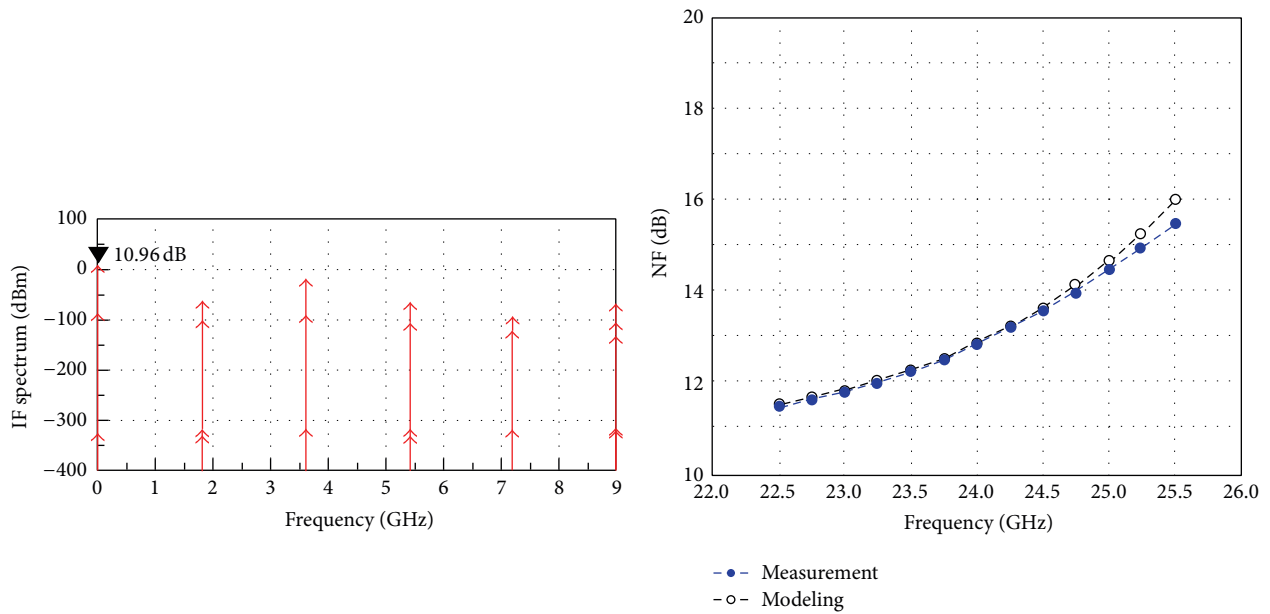 IF spectrum (dBm)
100
0
−100
−200
−300
−400
10.96 dB
0 1 2 3 4 5 6 7 8 9
Frequency (GHz)
NF (dB)
20
18
16
14
12
10
22.0 22.5 23.0 23.5 24.0 24.5 25.0 25.5 26.0
Frequency (GHz)
Measurement
Modeling